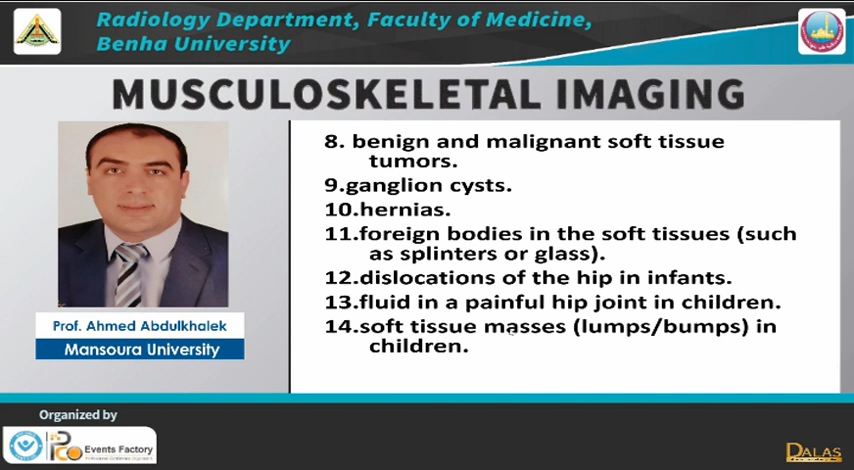 Radiology Department, Faculty of Medicine,
Benha University
MUSCULOSKELETAL IMAGING
8. benign and malignant soft tissue
tumors.
9.ganglion cysts.
10.hernias.
11.foreign bodies in the soft tissues (such
as splinters or glass).
12.dislocations of the hip in infants.
13.fluid in a painful hip joint in children.
14.soft tissue masses (lumps/bumps) in
children.
Prof. Ahmed Abdulkhalek
Mansoura University
Organized by
Pco
Events Factory
DALAS